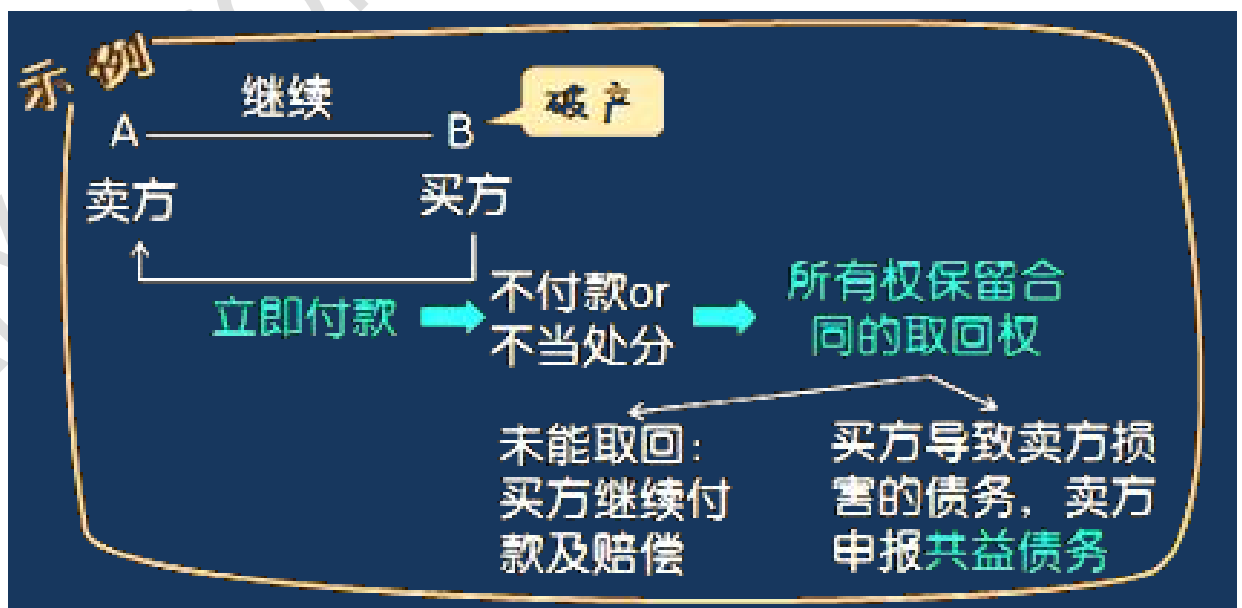 示例
继续
A
B
破产
卖方
买方
立即付款
不付款or
不当处分
所有权保留合
同的取回权
未能取回：
买方继续付
款及赔偿
买方导致卖方损
害的债务，卖方
申报共益债务